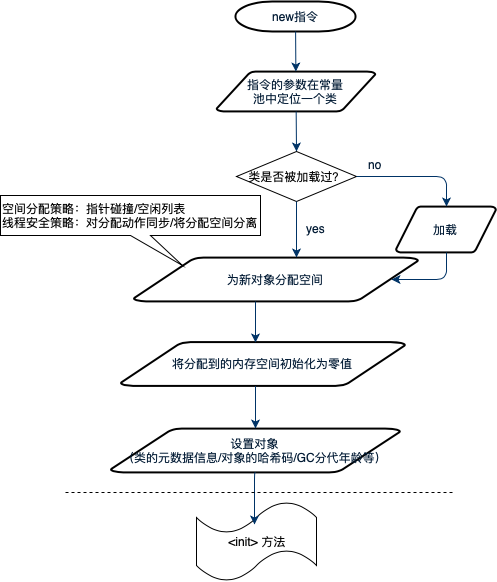 new指令
指令的参数在常量
池中定位一个类
类是否被加载过?
no
空间分配策略：指针碰撞/空闲列表
线程安全策略：对分配动作同步/将分配空间分离
yes
加载
为新对象分配空间
将分配到的内存空间初始化为零值
设置对象
（类的元数据信息/对象的哈希码/GC分代年龄等）
<init> 方法